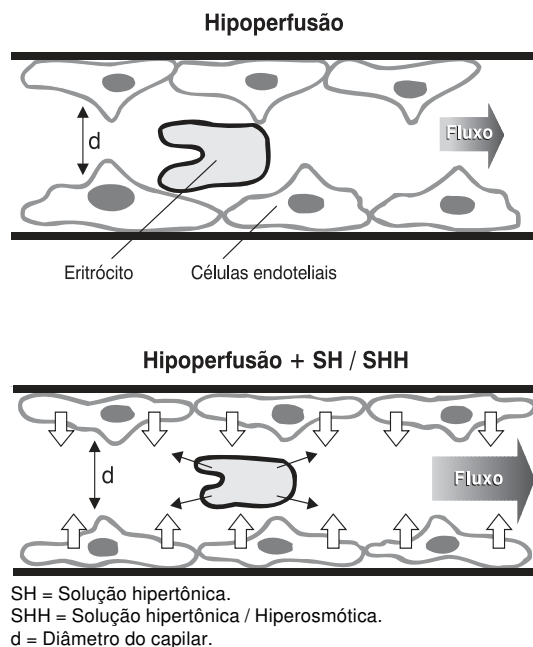 Hipoperfusão
d
Fluxo
Eritrócito
Células endoteliais
Hipoperfusão + SH / SHH
d
Fluxo
SH = Solução hipertônica.
SHH = Solução hipertônica / Hiperosmótica.
d = Diâmetro do capilar.